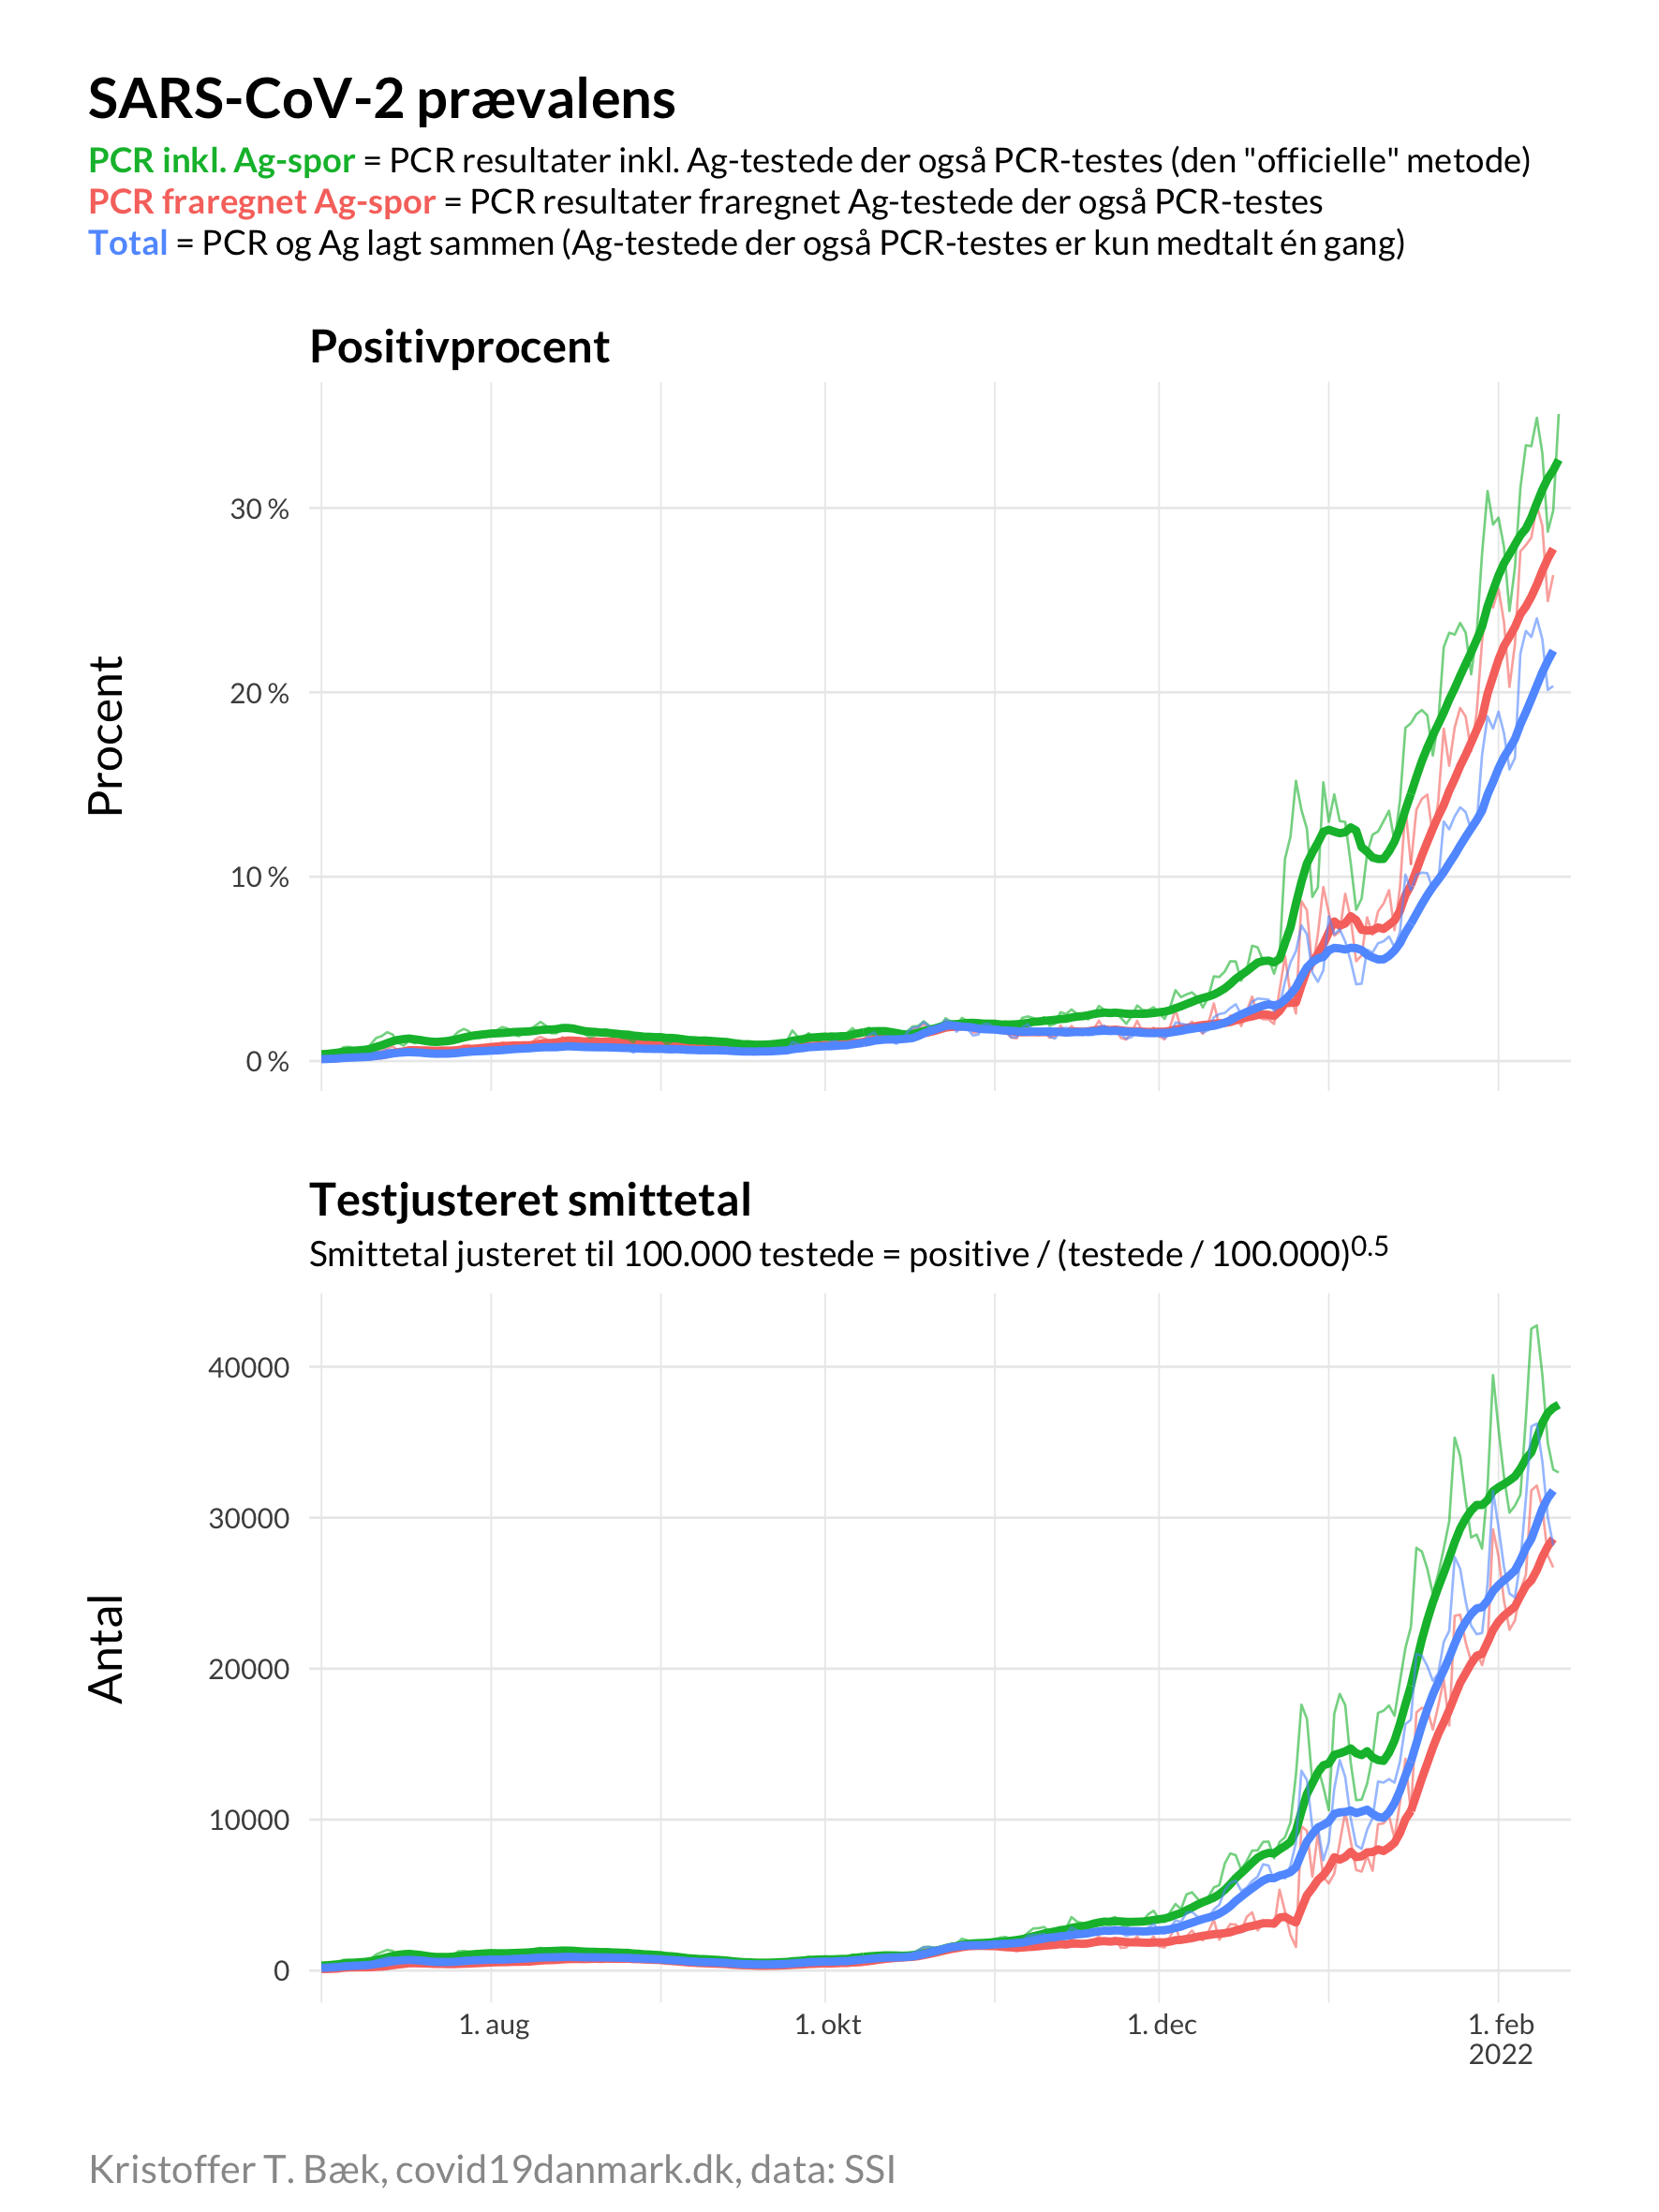 SARS-CoV-2 prævalens
PCR inkl. Ag-spor = PCR resultater inkl. Ag-testede der også PCR-testes (den "officielle" metode)
PCR fraregnet Ag-spor = PCR resultater fraregnet Ag-testede der også PCR-testes
Total = PCR og Ag lagt sammen (Ag-testede der også PCR-testes er kun medtalt én gang)
Positivprocent
Procent
30 %
20 %
10 %
0 %
Testjusteret smittetal
Smittetal justeret til 100.000 testede = positive / (testede / 100.000)^0.5
Antal
40000
30000
20000
10000
0
1. aug
1. okt
1. dec
1. feb
2022
Kristoffer T. Bæk, covid19danmark.dk, data: SSI